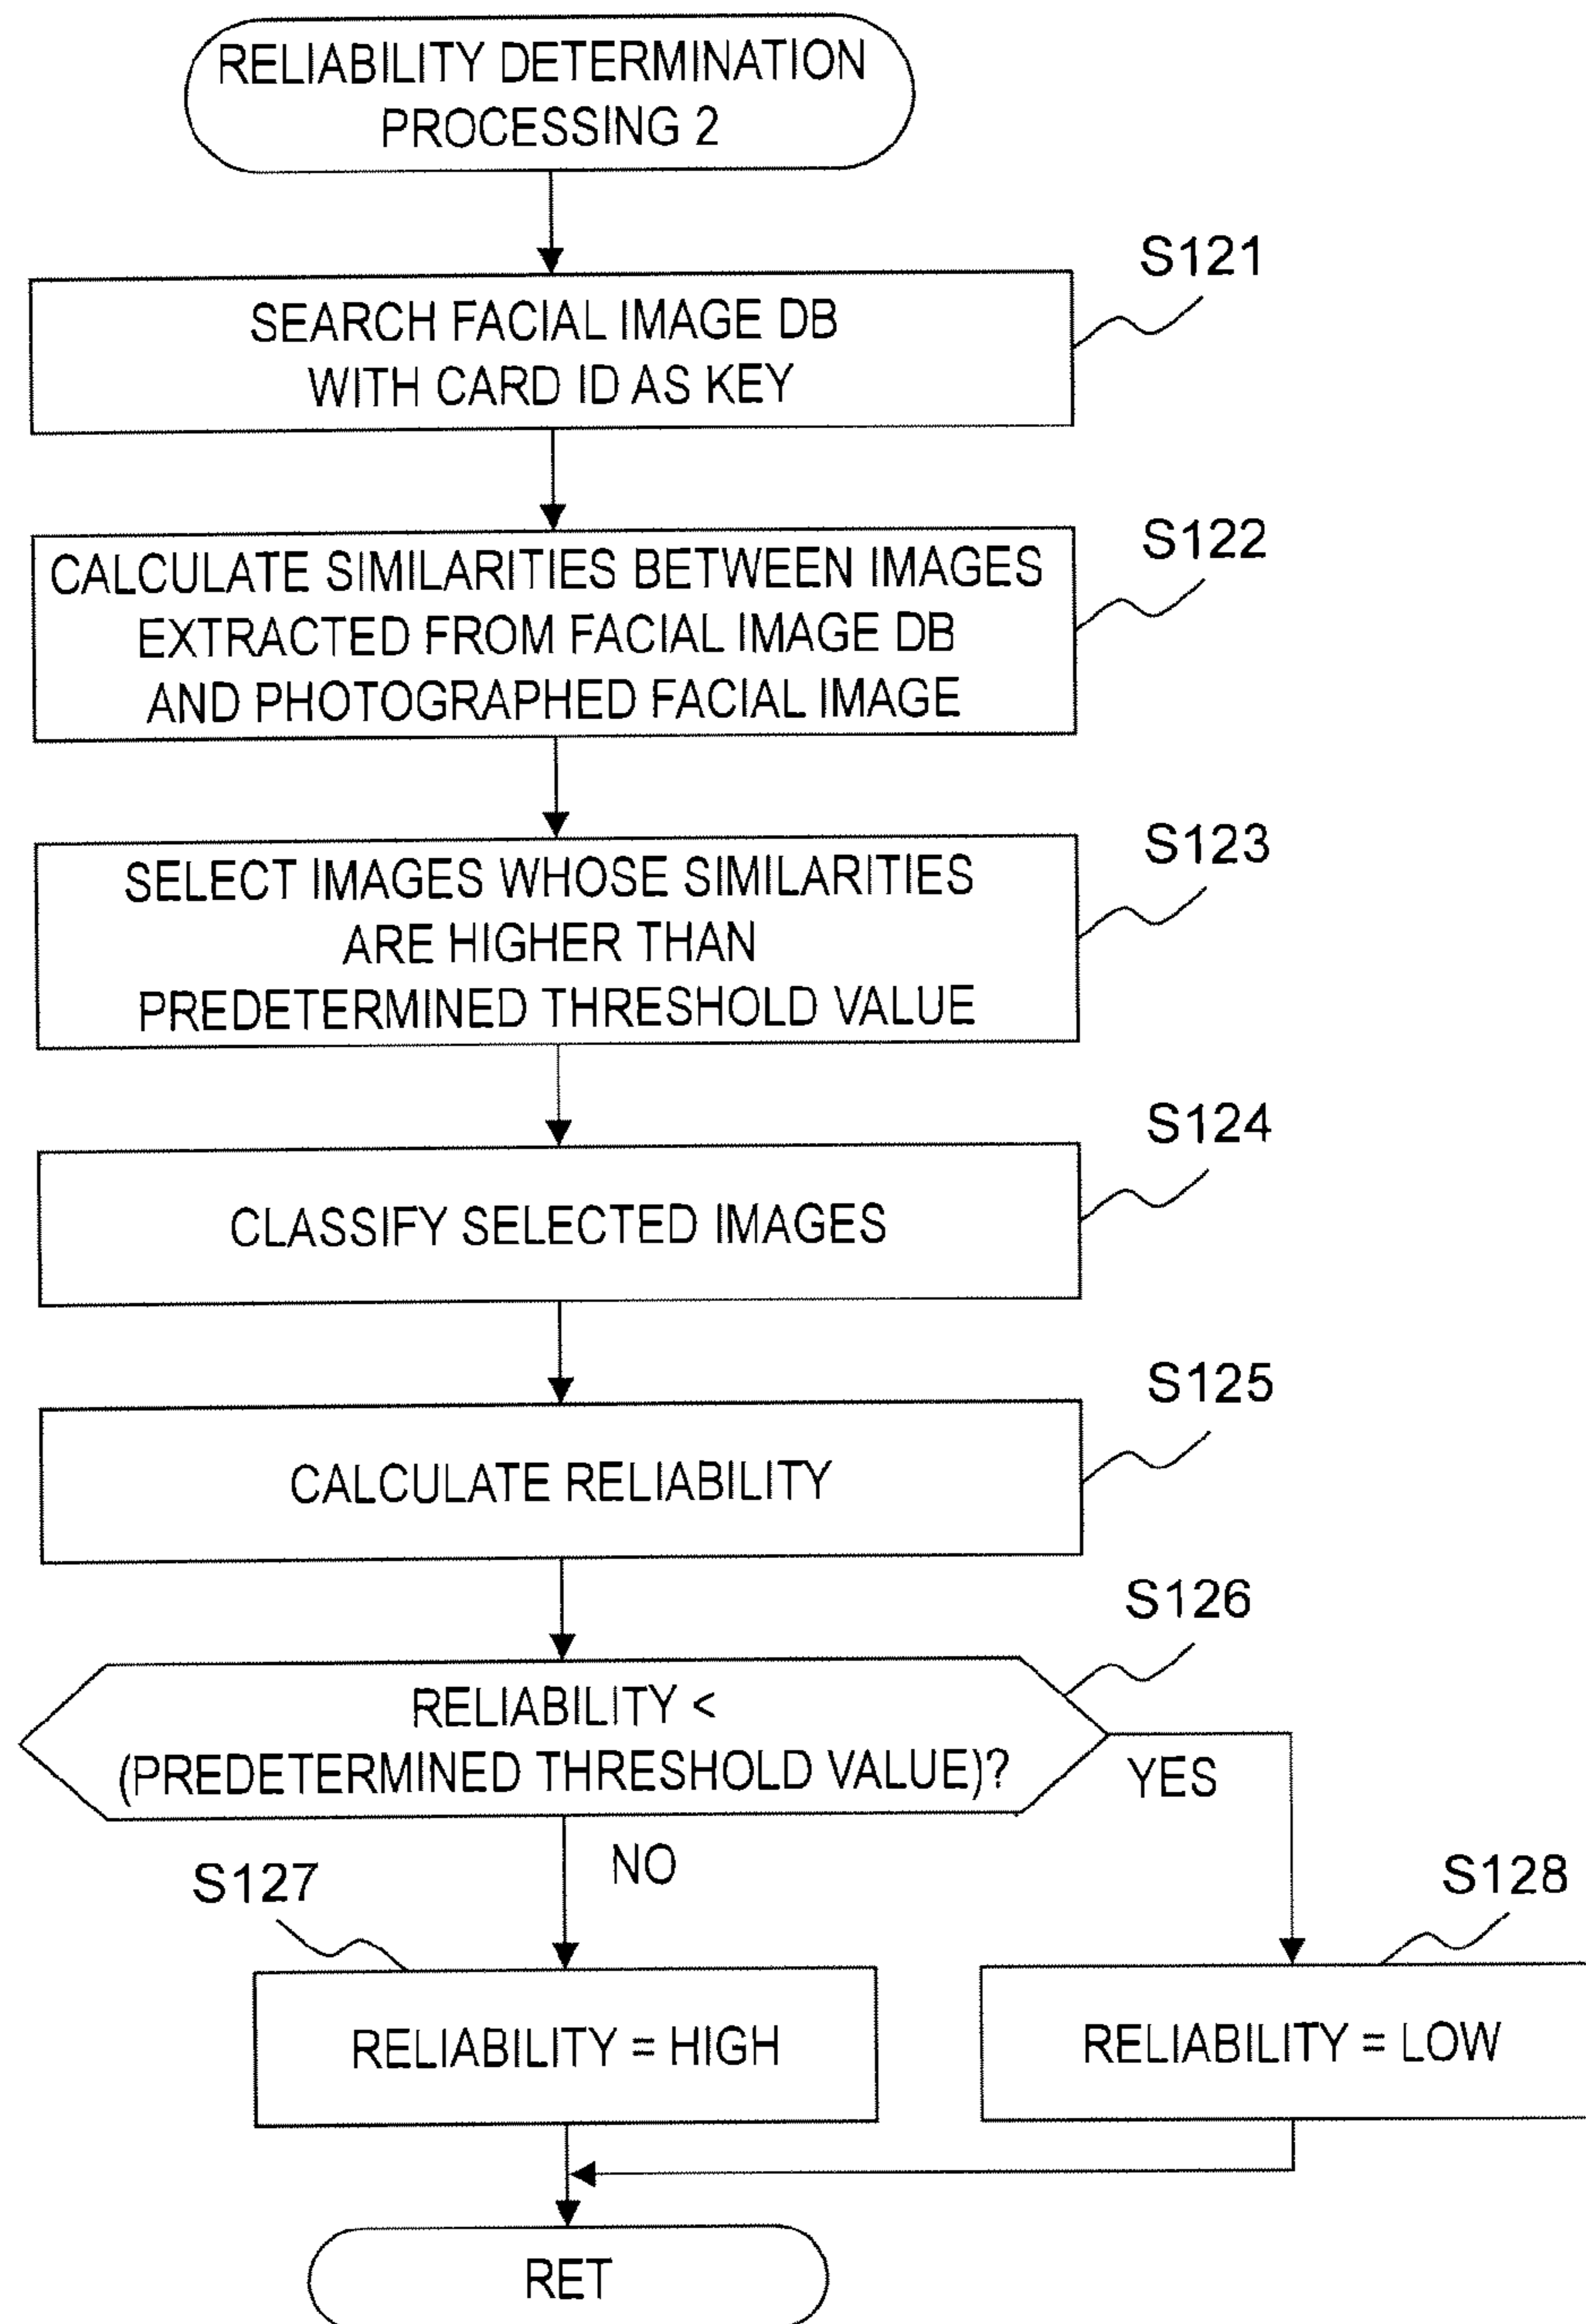 RELIABILITY DETERMINATION
PROCESSING 2
S121
SEARCH FACIAL IMAGE DB
WITH CARD ID AS KEY
S122
CALCULATE SIMILARITIES BETWEEN IMAGES
EXTRACTED FROM FACIAL IMAGE DB
AND PHOTOGRAPHED FACIAL IMAGE
S123
SELECT IMAGES WHOSE SIMILARITIES
ARE HIGHER THAN
PREDETERMINED THRESHOLD VALUE
S124
CLASSIFY SELECTED IMAGES
S125
CALCULATE RELIABILITY
S126
RELIABILITY <
(PREDETERMINED THRESHOLD VALUE)?
YES
NO
S127
RELIABILITY = HIGH
S128
RELIABILITY = LOW
RET